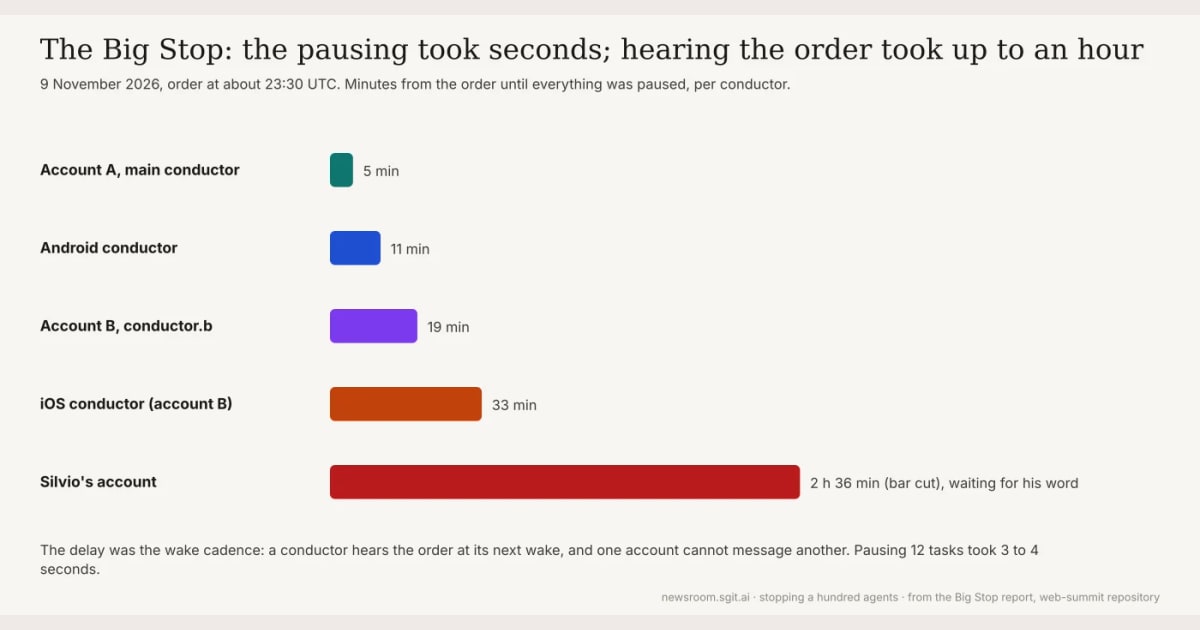 The Big Stop: the pausing took seconds; hearing the order took up to an hour
9 November 2026, order at about 23:30 UTC. Minutes from the order until everything was paused, per conductor.
Account A, main conductor
5 min
Android conductor
11 min
Account B, conductor.b
19 min
iOS conductor (account B)
33 min
Silvio's account
2 h 36 min (bar cut), waiting for his word
The delay was the wake cadence: a conductor hears the order at its next wake, and one account cannot message another. Pausing 12 tasks took 3 to 4
seconds.
newsroom.sgit.ai · stopping a hundred agents · from the Big Stop report, web-summit repository